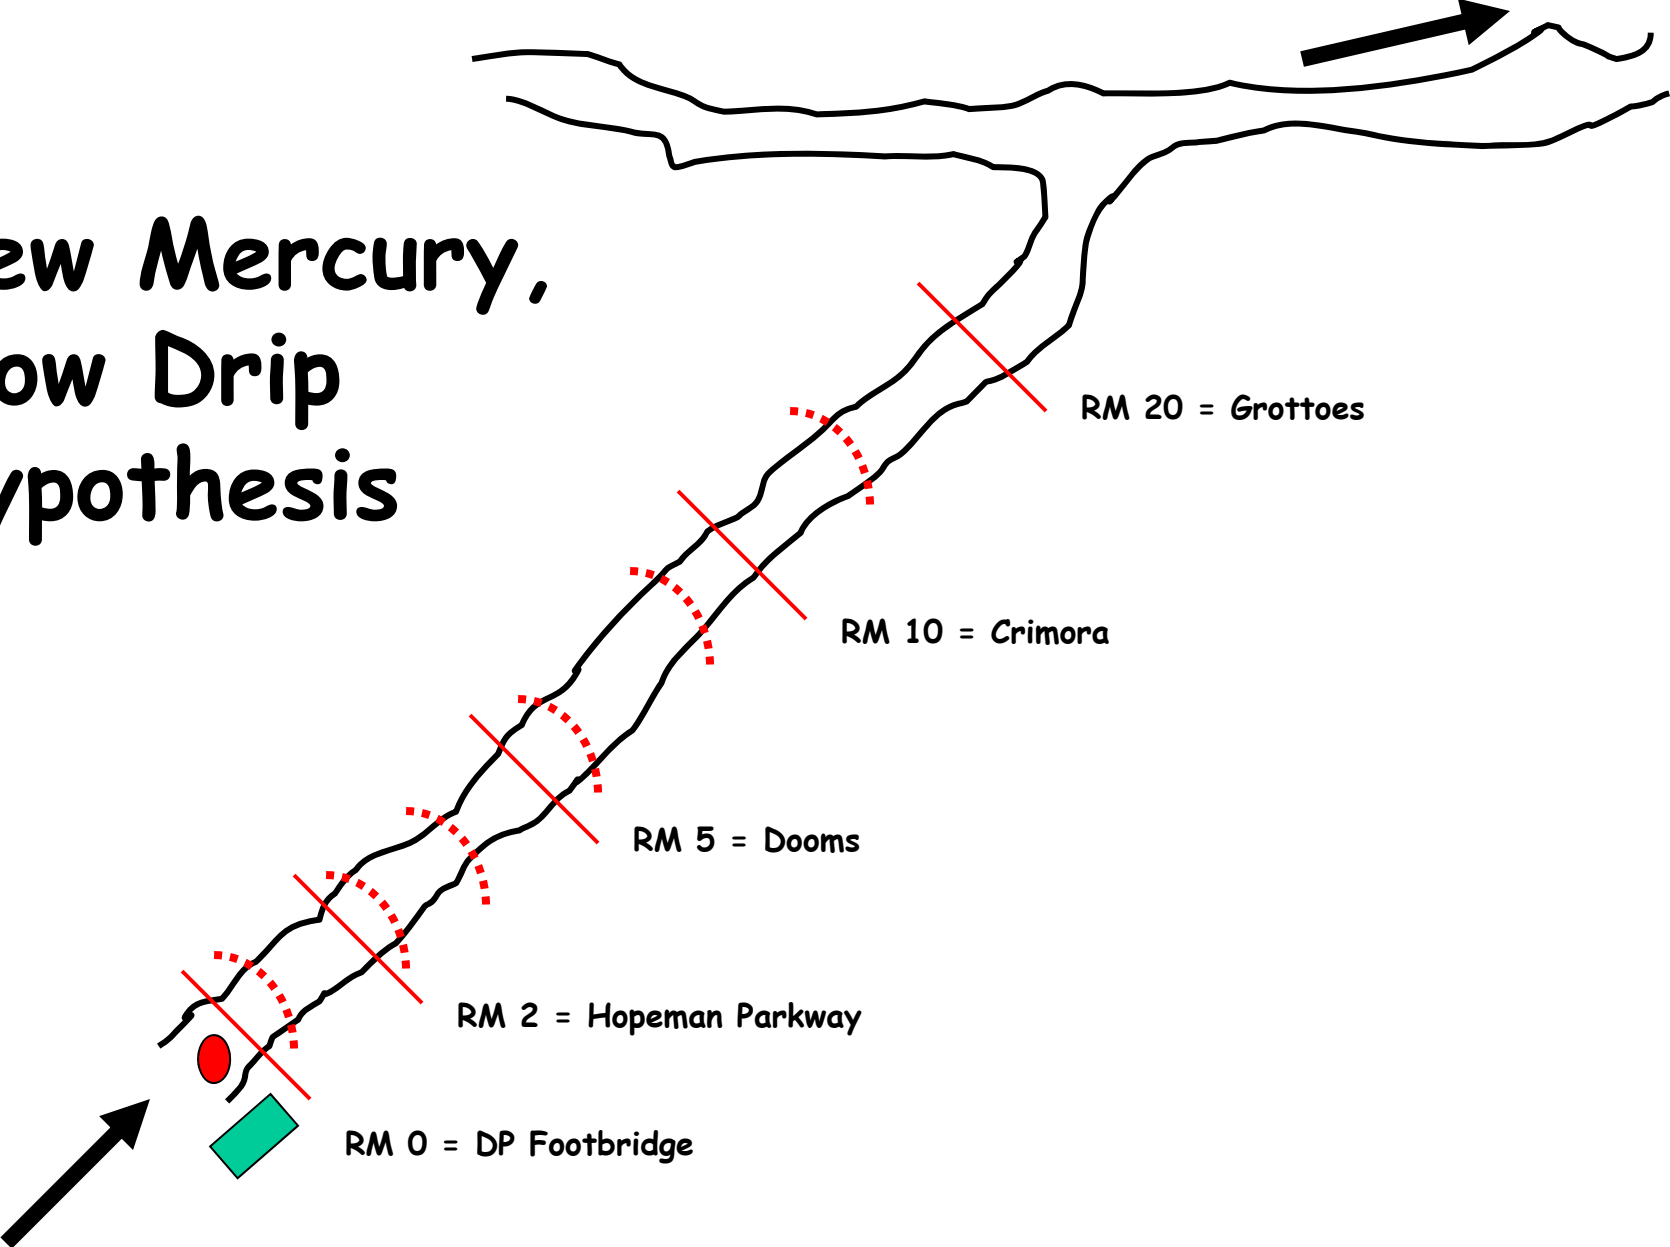 ew Mercury,
ow Drip
ypothesis
RM 20 = Grottoes
RM 10 = Crimora
RM 5 = Dooms
RM 2 = Hopeman Parkway
RM 0 = DP Footbridge